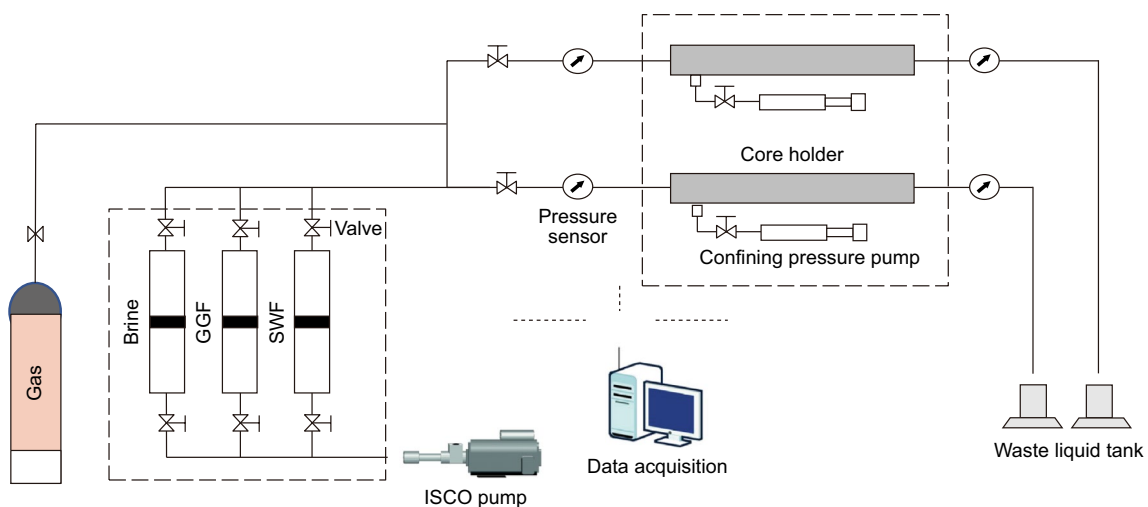 Core holder
Pressure
sensor
Valve
Confining pressure pump
Brine
GGF
SWF
Gas
Data acquisition
Waste liquid tank
ISCO pump